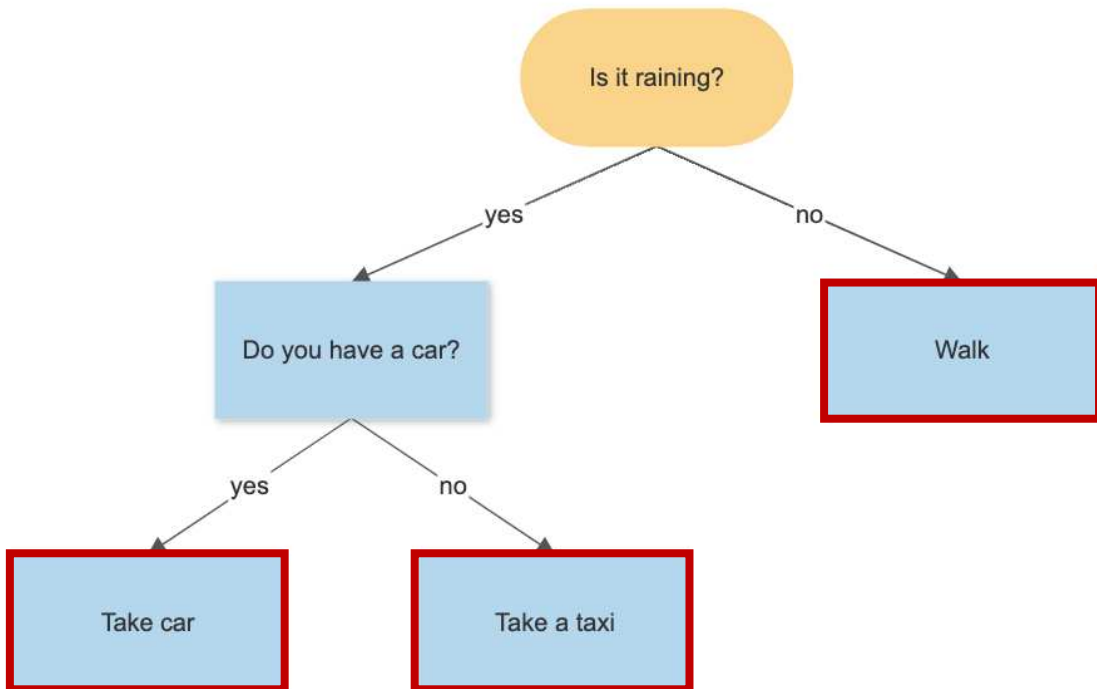 Is it raining?
yes
no
Do you have a car?
Walk
yes
no
Take car
Take a taxi